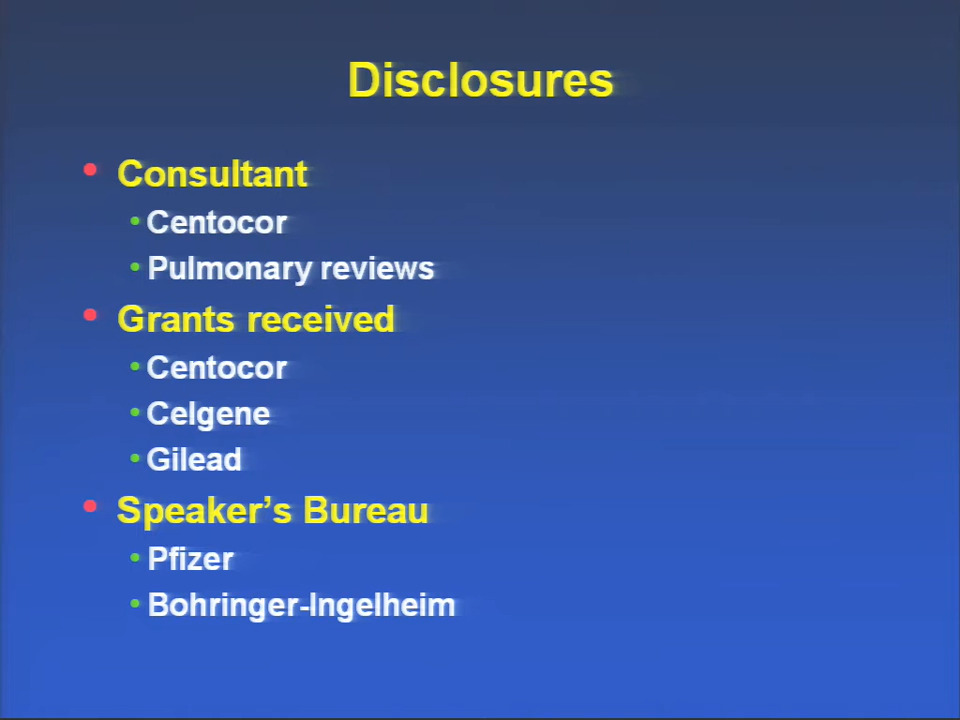 Disclosures
• Consultant
• Centocor
• Pulmonary reviews
• Grants received
• Centocor
• Celgene
• Gilead
• Speaker’s Bureau
• Pfizer
• Bohringer-Ingelheim